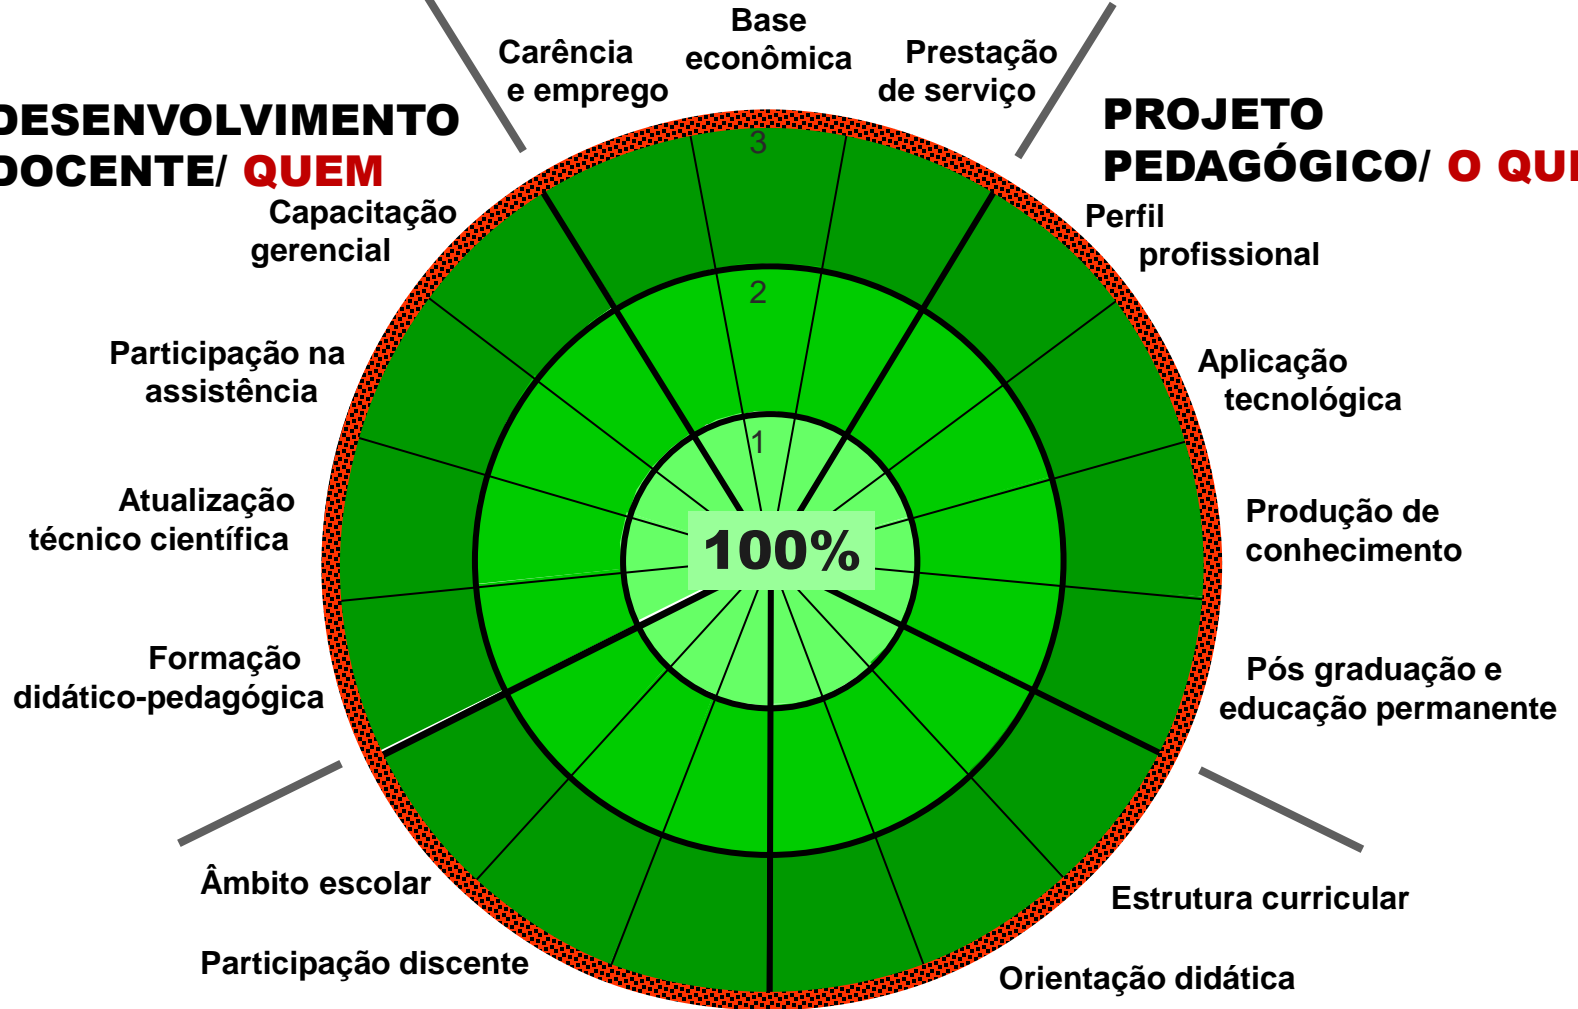 Base
econômica
Carência
e emprego
Prestação
de serviço
DESENVOLVIMENTO
DOCENTE/ QUEM
PROJETO
PEDAGÓGICO/ O QUE
3
Capacitação
gerencial
Perfil
profissional
2
Participação na
assistência
Aplicação
tecnológica
1
Atualização
técnico científica
100%
Produção de
conhecimento
Formação
didático-pedagógica
Pós graduação e
educação permanente
Âmbito escolar
Estrutura curricular
Participação discente
Orientação didática